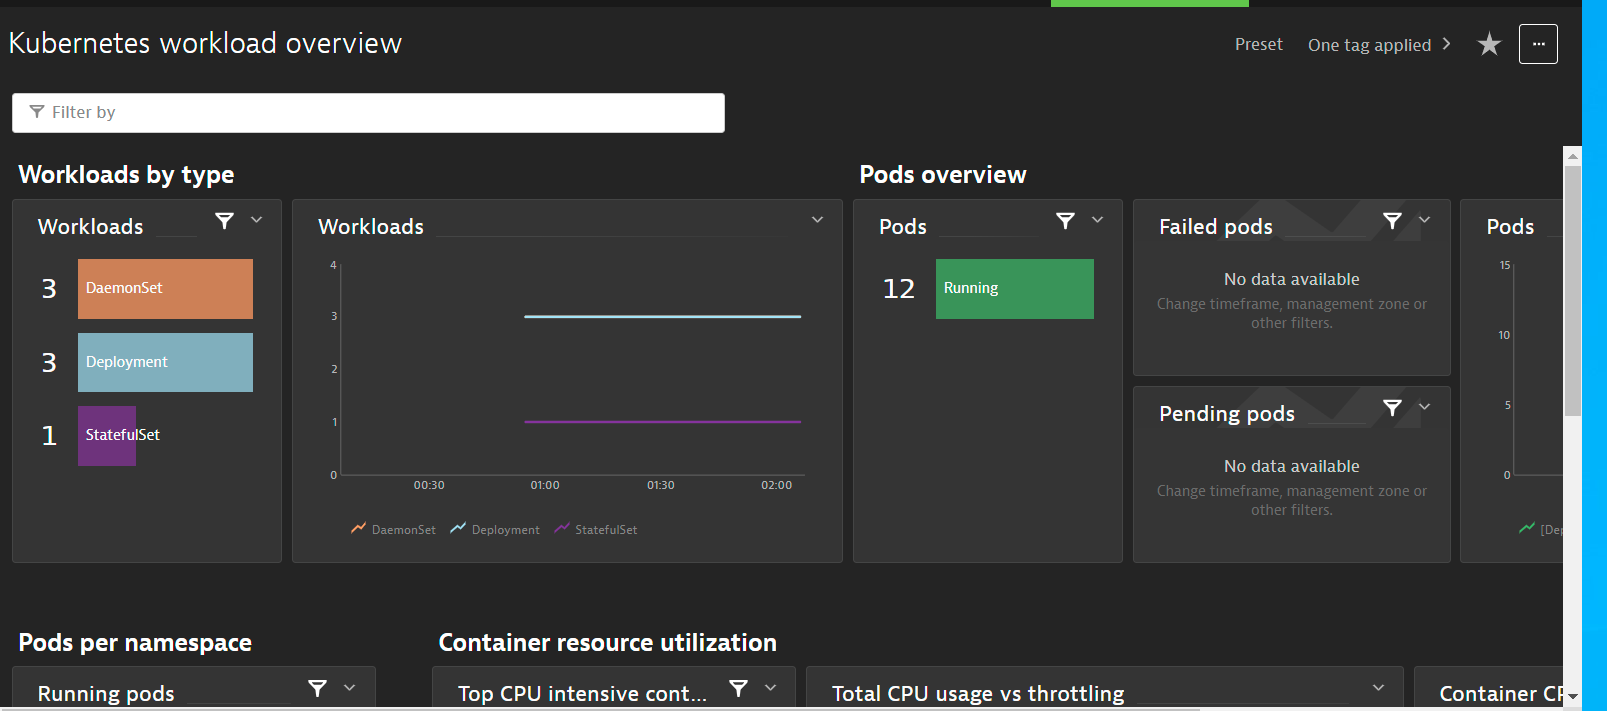 Kubernetes workload overview
Preset
One tag applied
...
Filter by
Workloads by type
Workloads
3
DaemonSet
3
Deployment
1
StatefulSet
Workloads
4
3
2
1
0
00:30
01:00
01:30
02:00
DaemonSet
Deployment
StatefulSet
Pods overview
Pods
12
Running
Failed pods
No data available
Change timeframe, management zone or
other filters.
Pending pods
No data available
Change timeframe, management zone or
other filters.
Pods
15
10
5
0
[Dep
Pods per namespace
Running pods
Container resource utilization
Top CPU intensive cont...
Total CPU usage vs throttling
Container CP